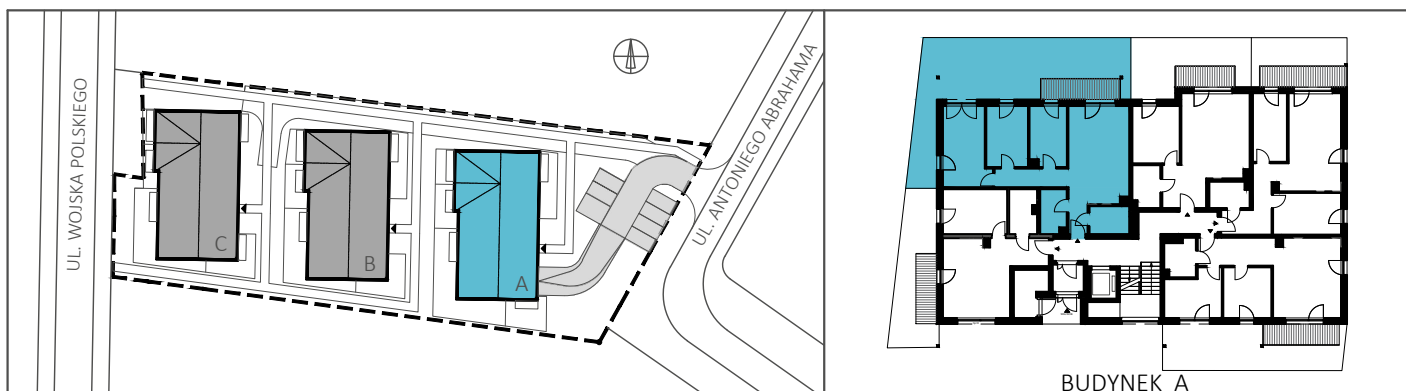 UL. WOJSKA POLSKIEGO
C
B
A
UL. ANTONIEGO ABRAHAMA
BUDYNEK A